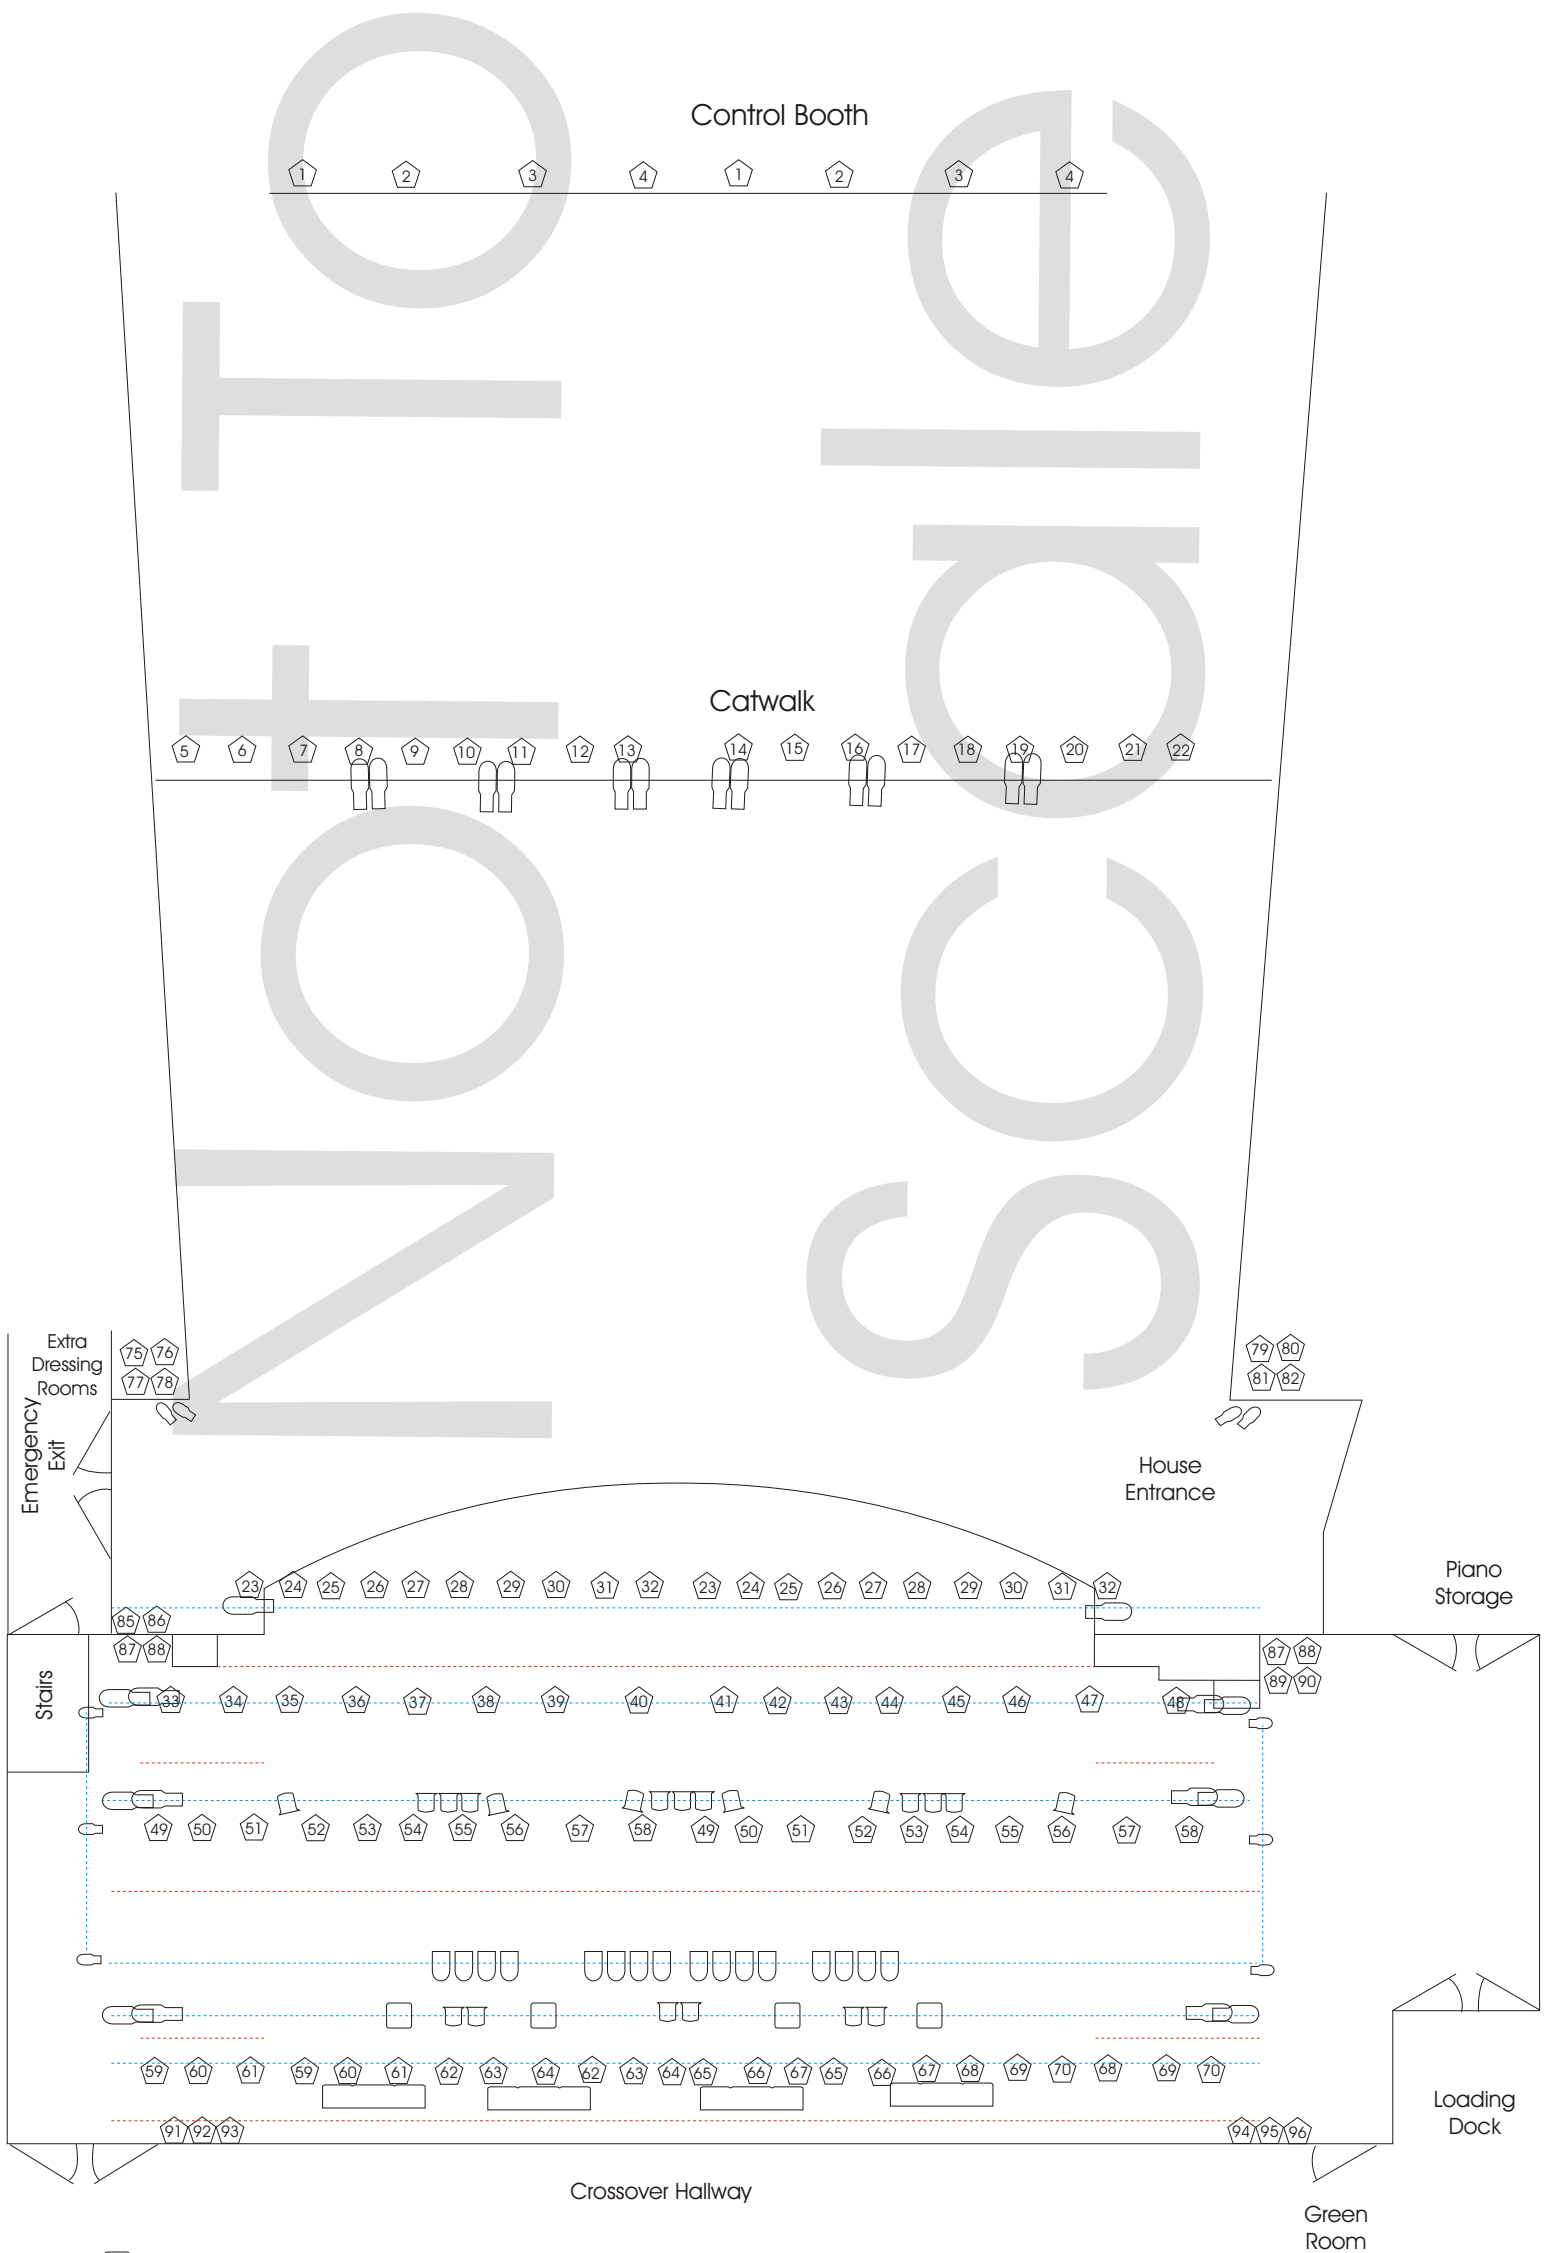 Control Booth
1 2 3 4 1 2 3 4
Not To
Scale
Catwalk
5 6 7 8 9 10 11 12 13 14 15 16 17 18 19 20 21 22
Extra
Dressing
Rooms
75 76
77 78
79 80
81 82
Emergency
Exit
House
Entrance
23 24 25 26 27 28 29 30 31 32 23 24 25 26 27 28 29 30 31 32
Piano
Storage
85 86
87 88
87 88
89 90
Stairs
33 34 35 36 37 38 39 40 41 42 43 44 45 46 47 48
49 50 51 52 53 54 55 56 57 58 49 50 51 52 53 54 55 56 57 58
59 60 61 59 60 61 62 63 64 62 63 64 65 66 67 65 66 67 68 69 70 68 69 70
91 92 93
94 95 96
Loading
Dock
Crossover Hallway
Green
Room